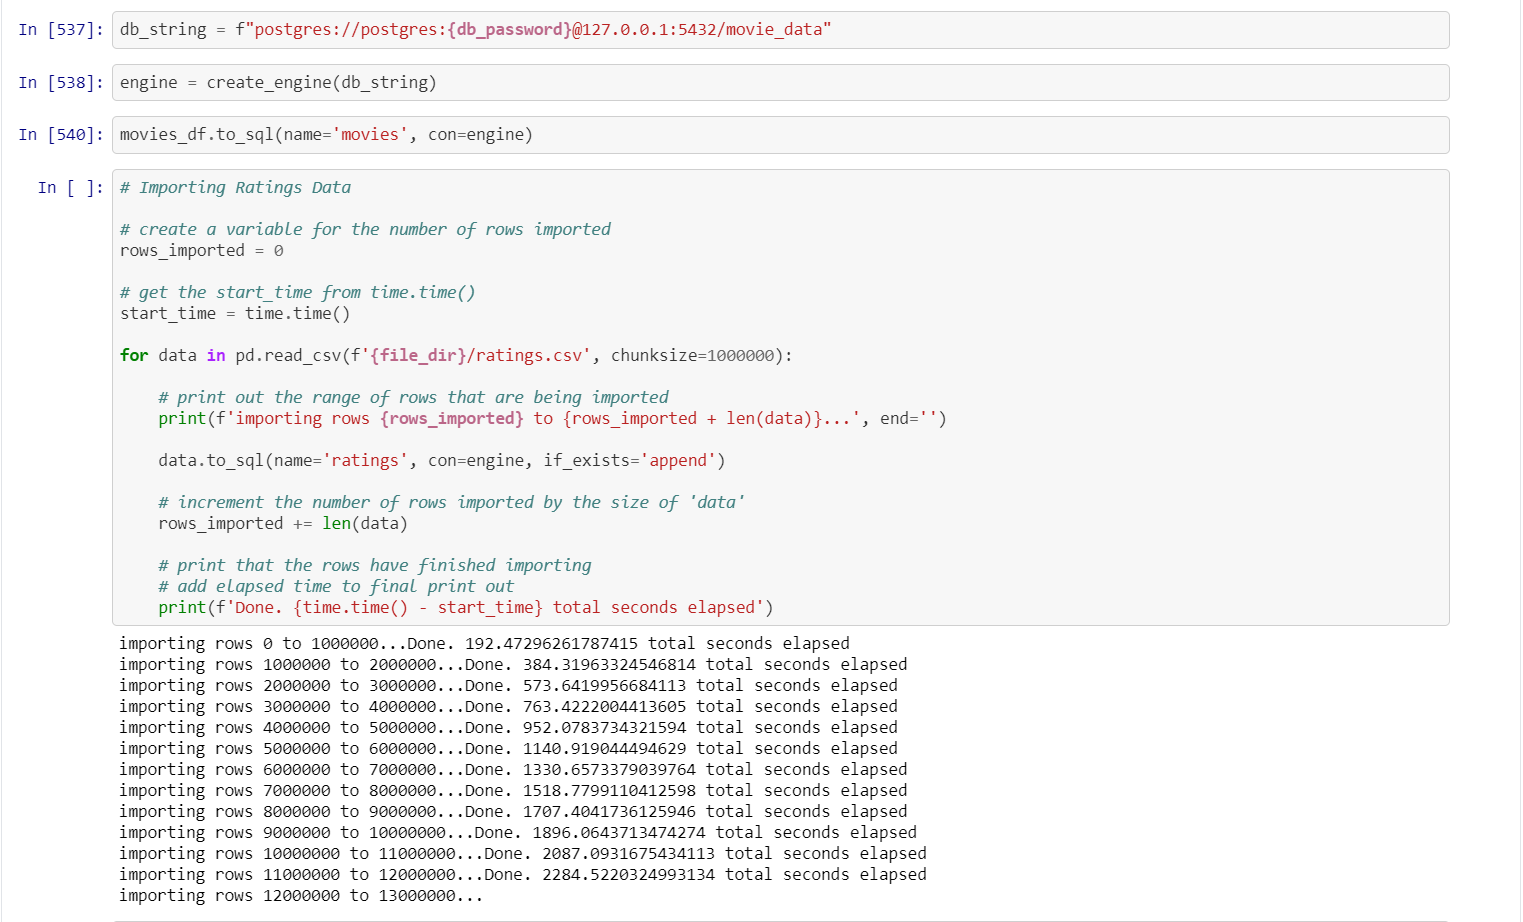 In [537]: db_string = f"postgres://postgres:{db_password}@127.0.0.1:5432/movie_data"
In [538]: engine = create_engine(db_string)
In [540]: movies_df.to_sql(name='movies', con=engine)
In [ ]: # Importing Ratings Data
# create a variable for the number of rows imported
rows_imported = 0
# get the start_time from time.time()
start_time = time.time()
for data in pd.read_csv(f'{file_dir}/ratings.csv', chunksize=1000000):
    # print out the range of rows that are being imported
    print(f'importing rows {rows_imported} to {rows_imported + len(data)}...', end='')
    data.to_sql(name='ratings', con=engine, if_exists='append')
    # increment the number of rows imported by the size of 'data'
    rows_imported += len(data)
    # print that the rows have finished importing
    # add elapsed time to final print out
    print(f'Done. {time.time() - start_time} total seconds elapsed')
importing rows 0 to 1000000...Done. 192.47296261787415 total seconds elapsed
importing rows 1000000 to 2000000...Done. 384.31963324546814 total seconds elapsed
importing rows 2000000 to 3000000...Done. 573.6419956684113 total seconds elapsed
importing rows 3000000 to 4000000...Done. 763.4222004413605 total seconds elapsed
importing rows 4000000 to 5000000...Done. 952.0783734321594 total seconds elapsed
importing rows 5000000 to 6000000...Done. 1140.919044494629 total seconds elapsed
importing rows 6000000 to 7000000...Done. 1330.6573379039764 total seconds elapsed
importing rows 7000000 to 8000000...Done. 1518.7799110412598 total seconds elapsed
importing rows 8000000 to 9000000...Done. 1707.4041736125946 total seconds elapsed
importing rows 9000000 to 10000000...Done. 1896.0643713474274 total seconds elapsed
importing rows 10000000 to 11000000...Done. 2087.0931675434113 total seconds elapsed
importing rows 11000000 to 12000000...Done. 2284.5220324993134 total seconds elapsed
importing rows 12000000 to 13000000...